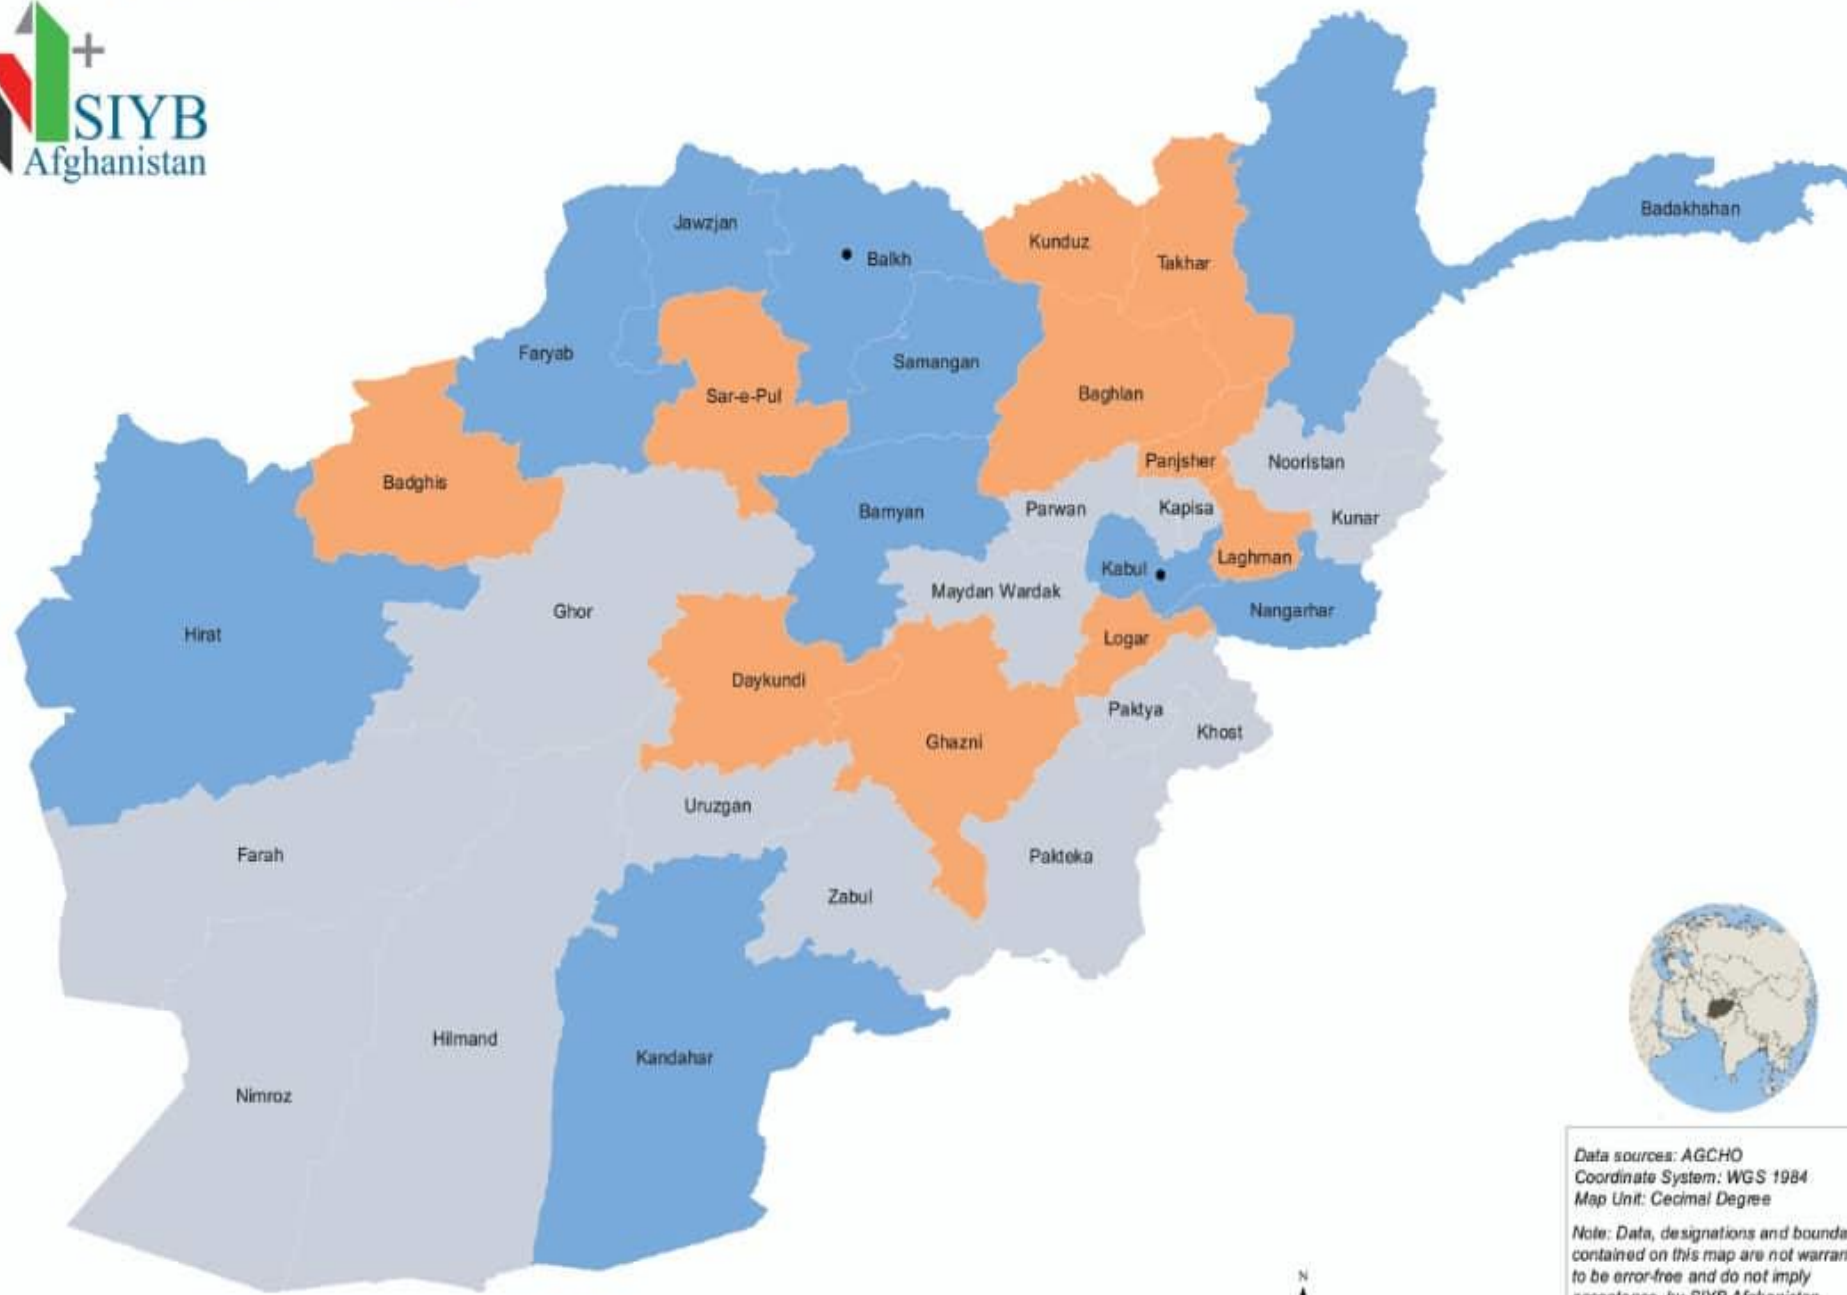 SIYB
Afghanistan
Jawzjan
Balkh
Kunduz
Takhar
Badakhshan
Faryab
Samangan
Sar-e-Pul
Baghlan
Badghis
Panjsher
Nooristan
Bamyan
Parwan
Kapisa
Kunar
Laghman
Kabul
Maydan Wardak
Nangarhar
Ghor
Hirat
Logar
Daykundi
Paktya
Khost
Ghazni
Uruzgan
Farah
Pakteka
Zabul
Hilmand
Kandahar
Nimroz
Data sources: AGCHO
Coordinate System: WGS 1984
Map Unit: Cecimal Degree
Note: Data, designations and bounda
contained on this map are not warran
to be error-free and do not imply
N